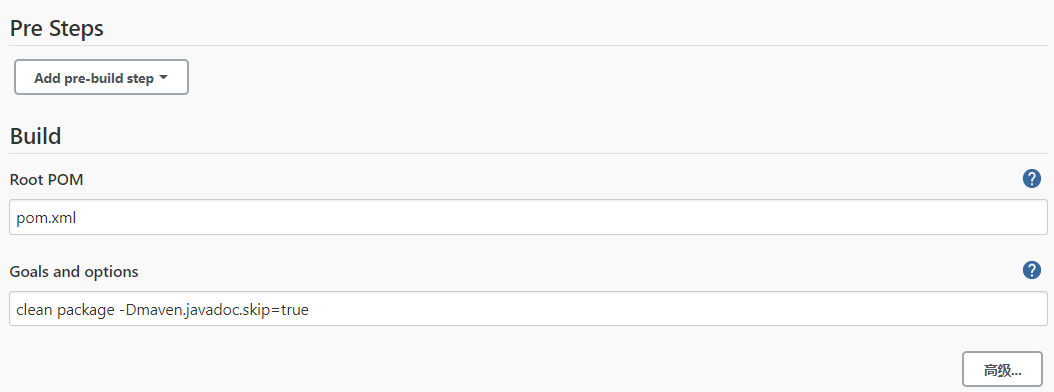 Pre Steps
Add pre-build step
Build
Root POM
?
pom.xml
Goals and options
?
clean package -Dmaven.javadoc.skip=true
高级...